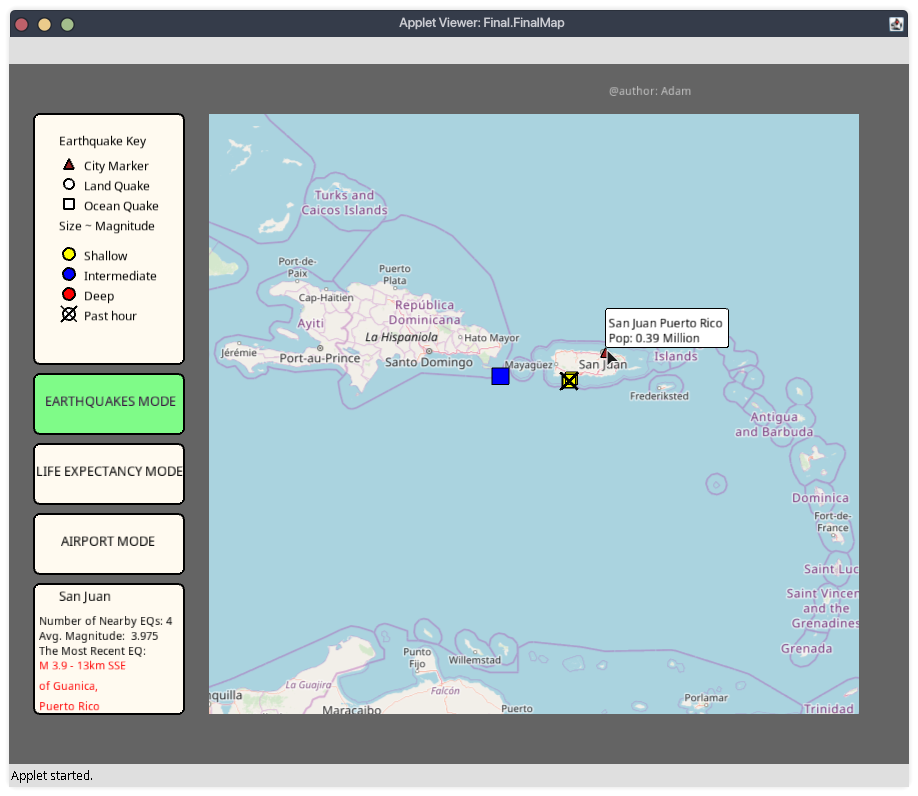 Applet Viewer: Final.FinalMap
@author: Adam
Earthquake Key
City Marker
Land Quake
Ocean Quake
Size ~ Magnitude
Shallow
Intermediate
Deep
Past hour
EARTHQUAKES MODE
LIFE EXPECTANCY MODE
AIRPORT MODE
San Juan
Number of Nearby EQs: 4
Avg. Magnitude:  3.975
The Most Recent EQ:
M 3.9 - 13km SSE
of Guanica,
Puerto Rico
Turks and
Caicos Islands
Port-de-
Paix
Puerto
Plata
Cap-Haïtien
República
Dominicana
Ayiti
La Hispaniola
Hato Mayor
Jérémie
Port-au-Prince
Santo Domingo
San Juan Puerto Rico
Pop: 0.39 Million
Islands
Mayagüez
San Juan
Frederiksted
Antigua
and Barbuda
Dominica
Fort-de-
France
Saint Luc
Saint Vincen
and the
Grenadines
Grenada
Punto
Fijo
Willemstad
La Guajira
Falcón
nquilla
Maracaibo
Puerto
Porlamar
Trinidad
Applet started.